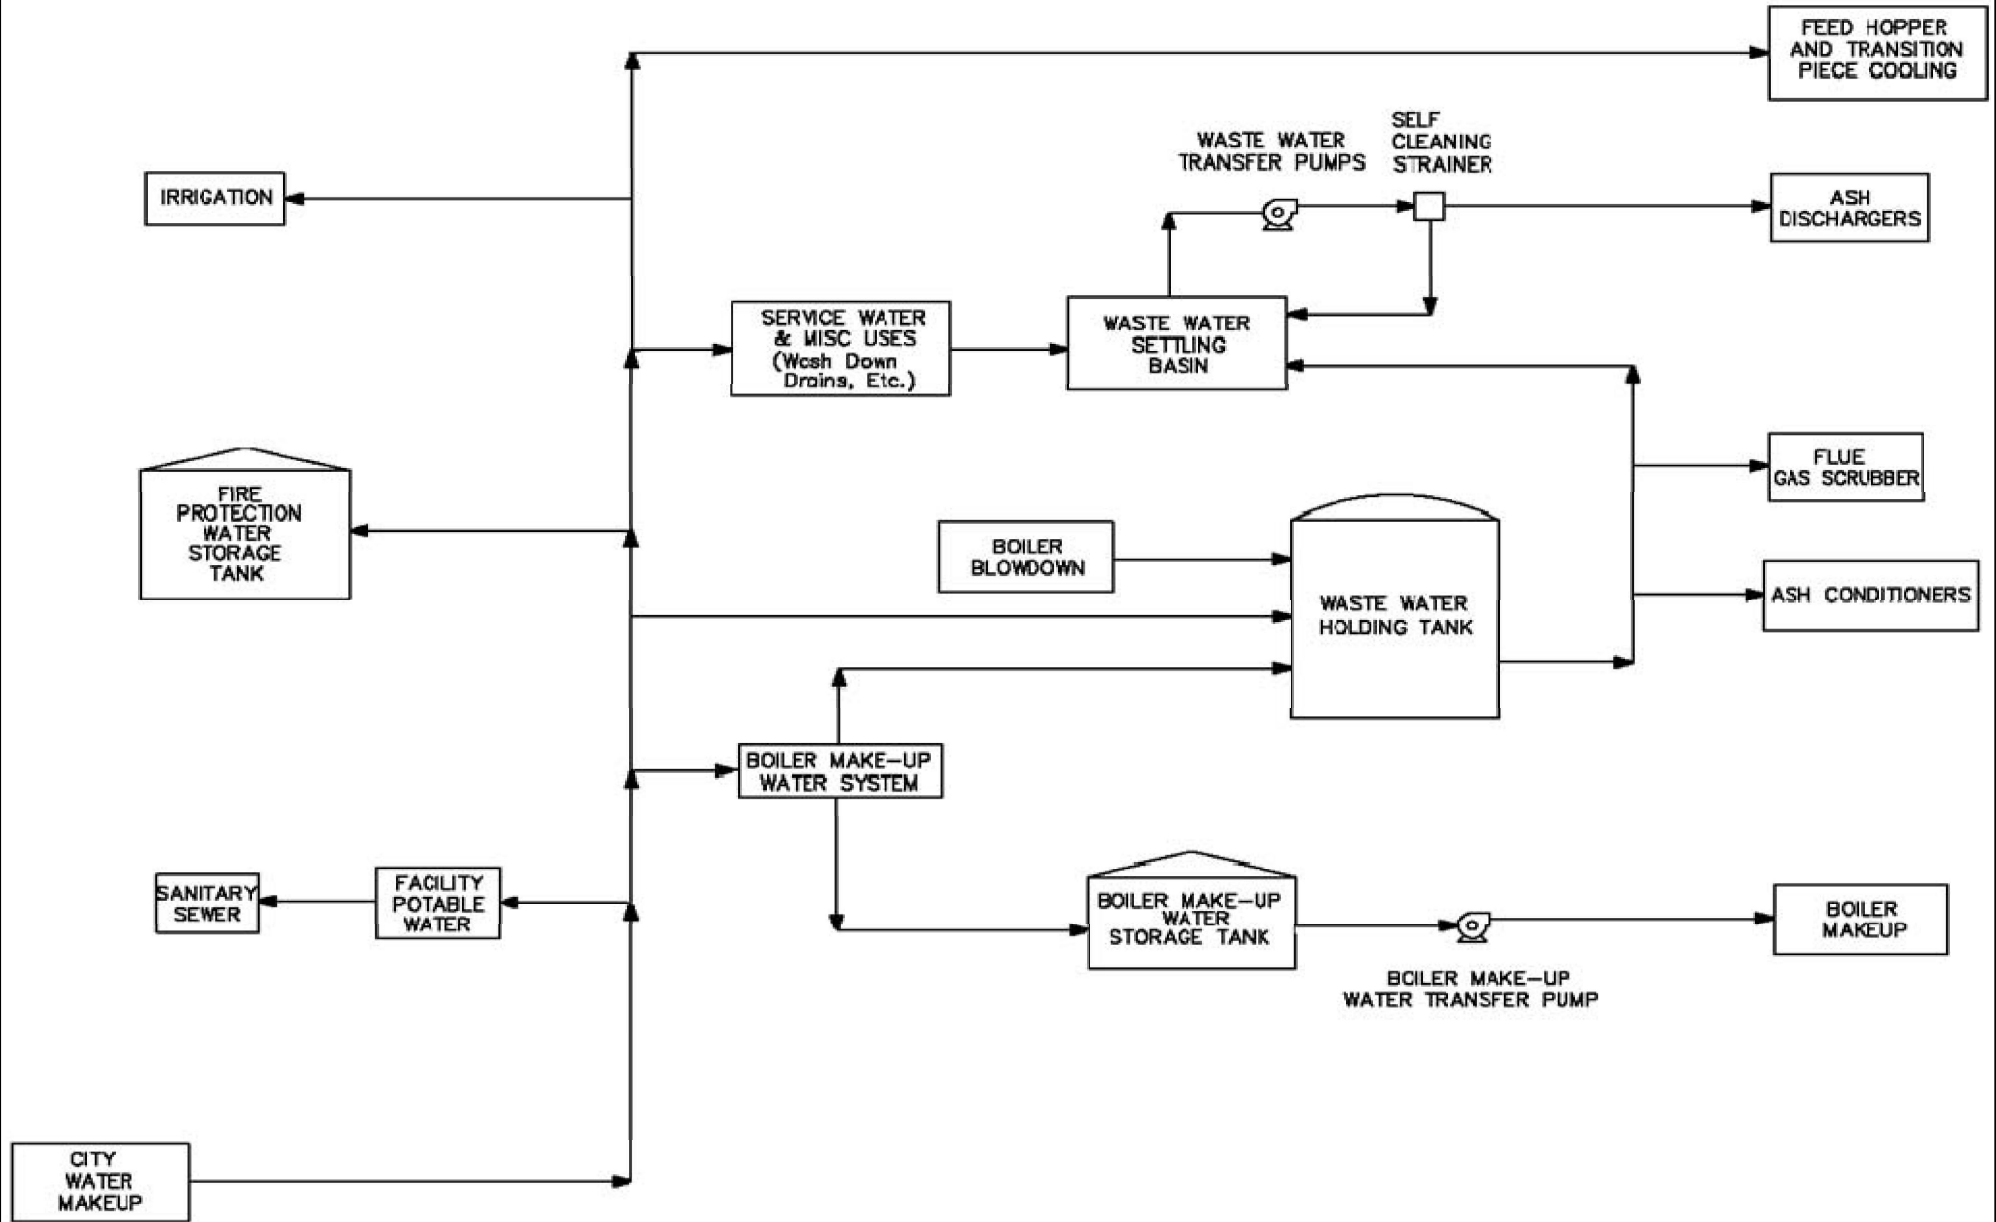 FEED HOPPER
AND TRANSITION
PIECE COOLING
SELF
CLEANING
STRAINER
WASTE WATER
TRANSFER PUMPS
IRRIGATION
ASH
DISCHARGERS
SERVICE WATER
& MISC USES
(Wash Down
Drains, Etc.)
WASTE WATER
SETTLING
BASIN
FLUE
GAS SCRUBBER
FIRE
PROTECTION
WATER
STORAGE
TANK
BOILER
BLOWDOWN
WASTE WATER
HOLDING TANK
ASH CONDITIONERS
BOILER MAKE-UP
WATER SYSTEM
SANITARY
SEWER
FACILITY
POTABLE
WATER
BOILER MAKE-UP
WATER
STORAGE TANK
BOILER
MAKEUP
BOILER MAKE-UP
WATER TRANSFER PUMP
CITY
WATER
MAKEUP